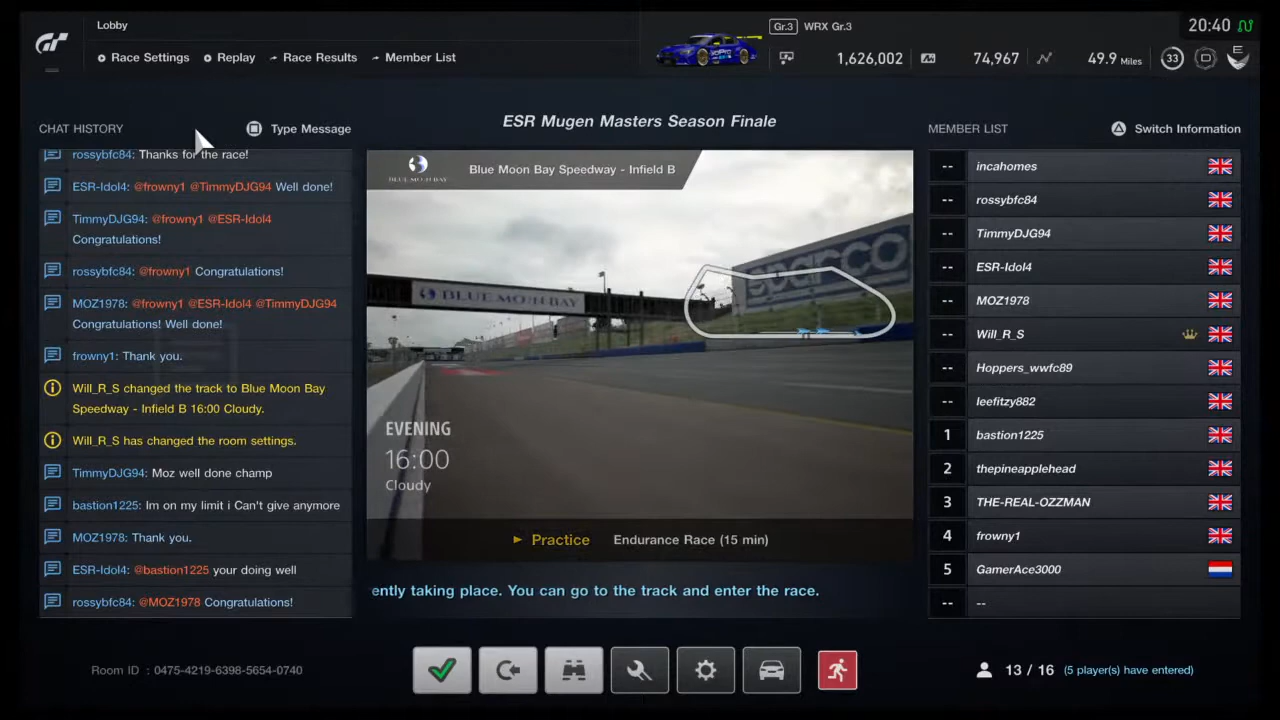 Lobby
Gr.3 WRX Gr.3
20:40
Race Settings
Replay
Race Results
Member List
1,626,002
74,967
49.9 Miles
33
D
E
CHAT HISTORY
Type Message
rossybfc84: Thanks for the race!
ESR-Idol4: @frowny1 @TimmyDJG94 Well done!
TimmyDJG94: @frowny1 @ESR-Idol4
Congratulations!
rossybfc84: @frowny1 Congratulations!
MOZ1978: @frowny1 @ESR-Idol4 @TimmyDJG94
Congratulations! Well done!
frowny1: Thank you.
Will_R_S changed the track to Blue Moon Bay
Speedway - Infield B 16:00 Cloudy.
Will_R_S has changed the room settings.
TimmyDJG94: Moz well done champ
bastion1225: Im on my limit i Can't give anymore
MOZ1978: Thank you.
ESR-Idol4: @bastion1225 your doing well
rossybfc84: @MOZ1978 Congratulations!
ESR Mugen Masters Season Finale
BLUE MOON BAY
Blue Moon Bay Speedway - Infield B
sparco
BLUE MOON BAY
EVENING
16:00
Cloudy
Practice
Endurance Race (15 min)
ently taking place. You can go to the track and enter the race.
MEMBER LIST
Switch Information
-- incahomes
-- rossybfc84
-- TimmyDJG94
-- ESR-Idol4
-- MOZ1978
-- Will_R_S
-- Hoppers_wwfc89
-- leefitzy882
1 bastion1225
2 thepineapplehead
3 THE-REAL-OZZMAN
4 frowny1
5 GamerAce3000
-- --
Room ID : 0475-4219-6398-5654-0740
13 / 16 (5 player(s) have entered)